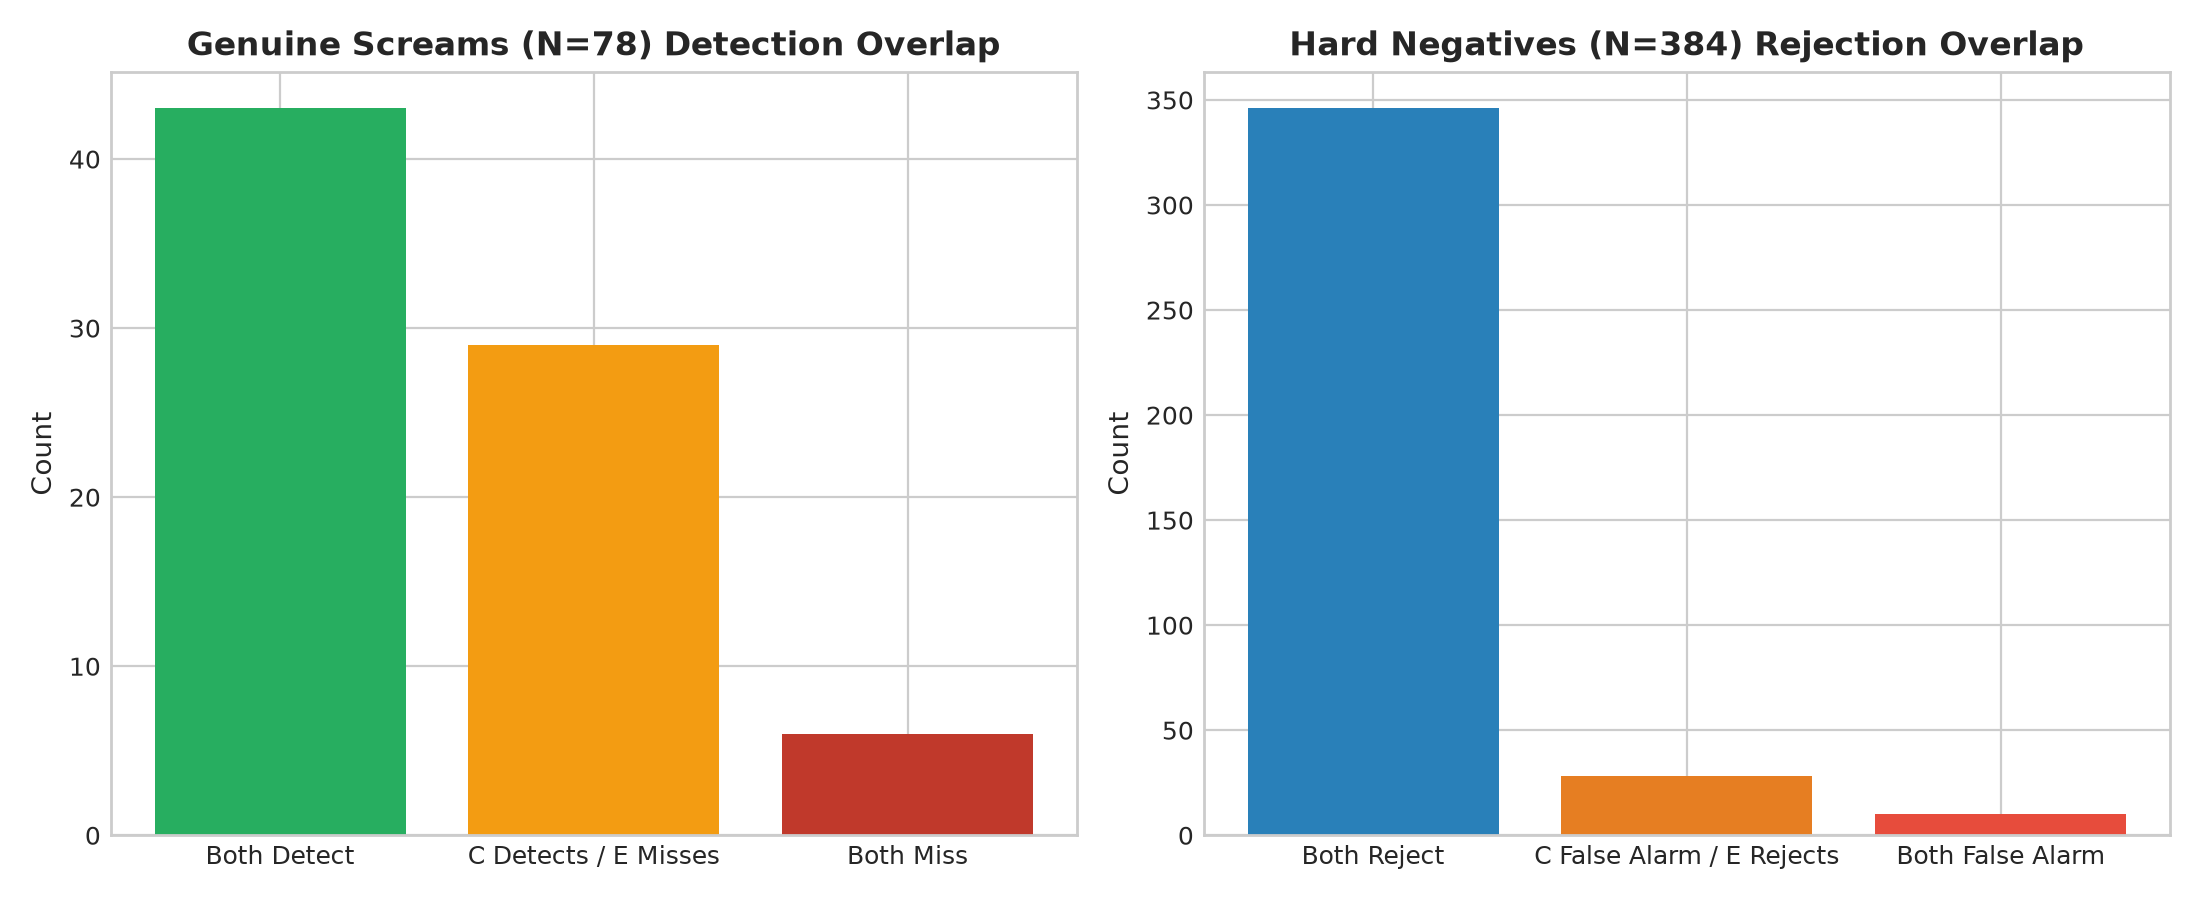 Genuine Screams (N=78) Detection Overlap
Count
40
30
20
10
0
Both Detect
C Detects / E Misses
Both Miss
Hard Negatives (N=384) Rejection Overlap
Count
350
300
250
200
150
100
50
0
Both Reject
C False Alarm / E Rejects
Both False Alarm